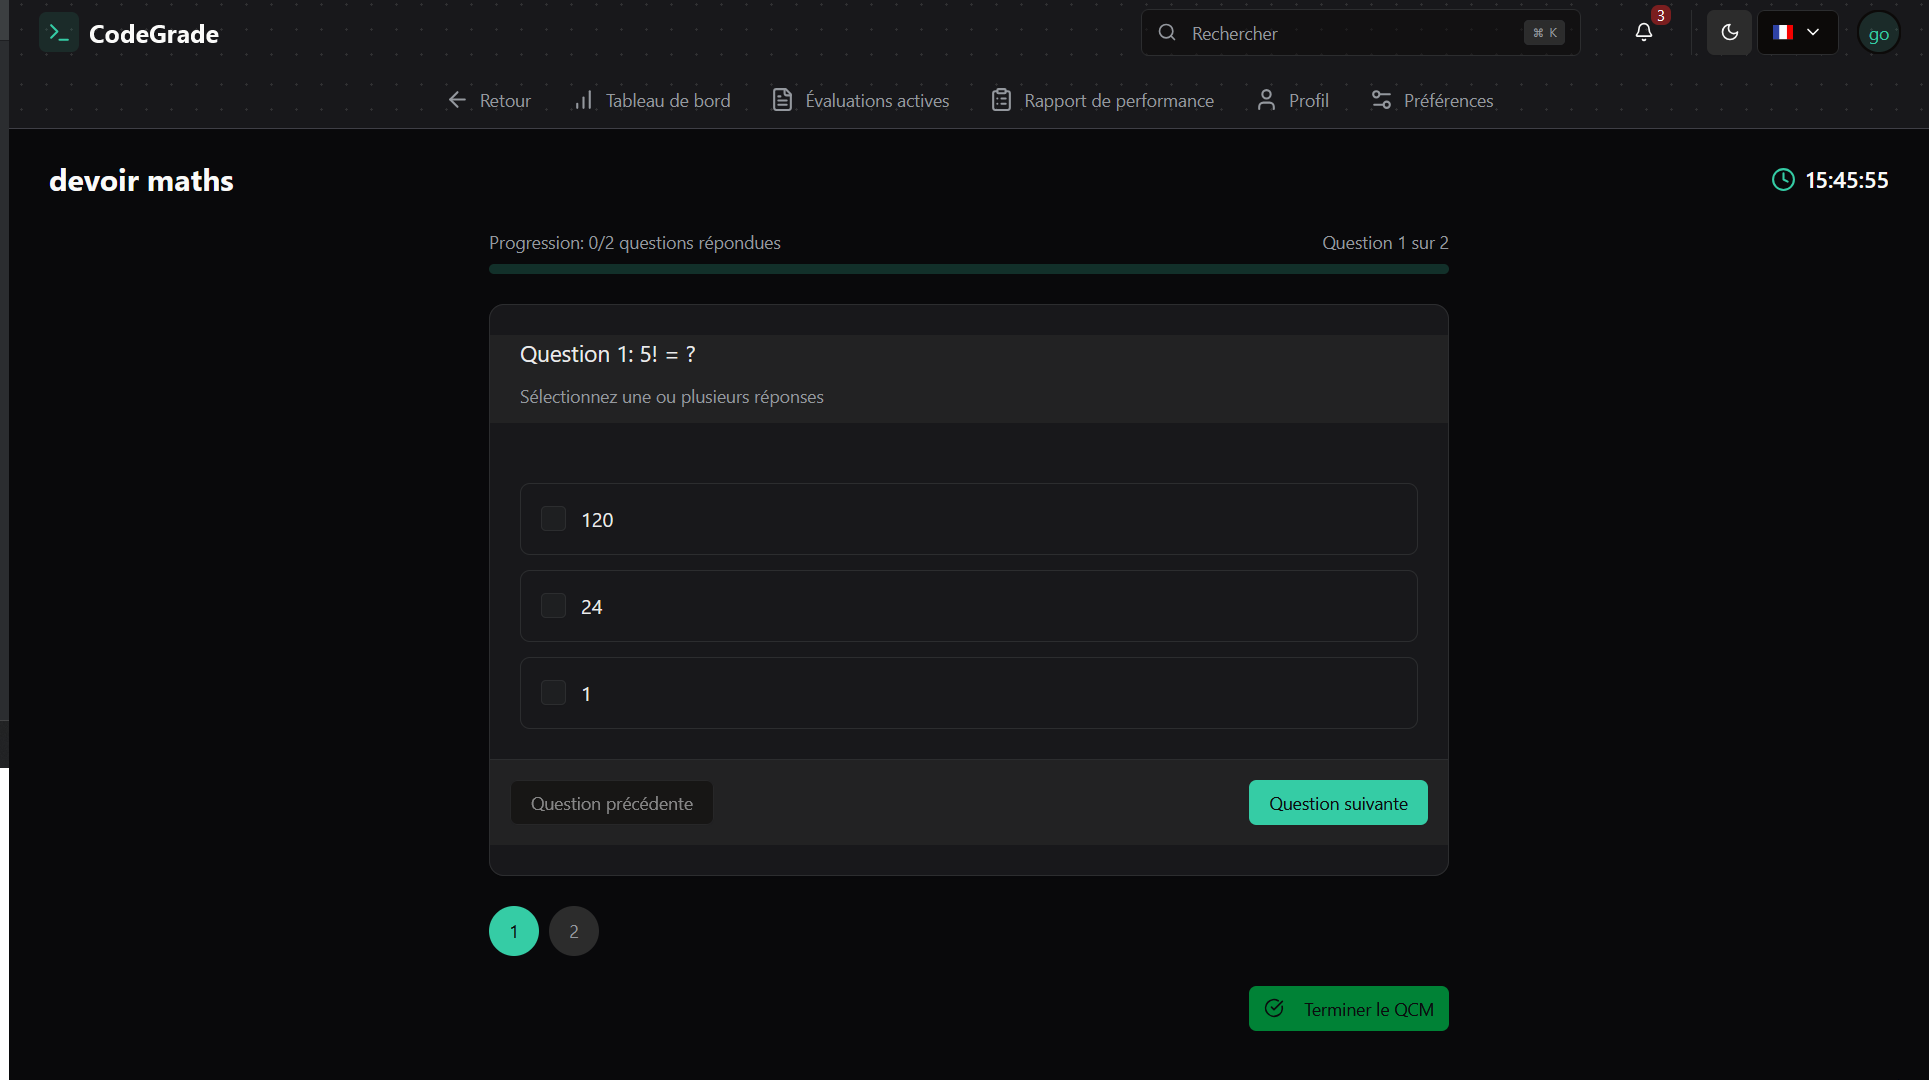 CodeGrade
Rechercher
⌘ K
3
go
Retour
Tableau de bord
Évaluations actives
Rapport de performance
Profil
Préférences
devoir maths
15:45:55
Progression: 0/2 questions répondues
Question 1 sur 2
Question 1: 5! = ?
Sélectionnez une ou plusieurs réponses
120
24
1
Question précédente
Question suivante
1
2
Terminer le QCM